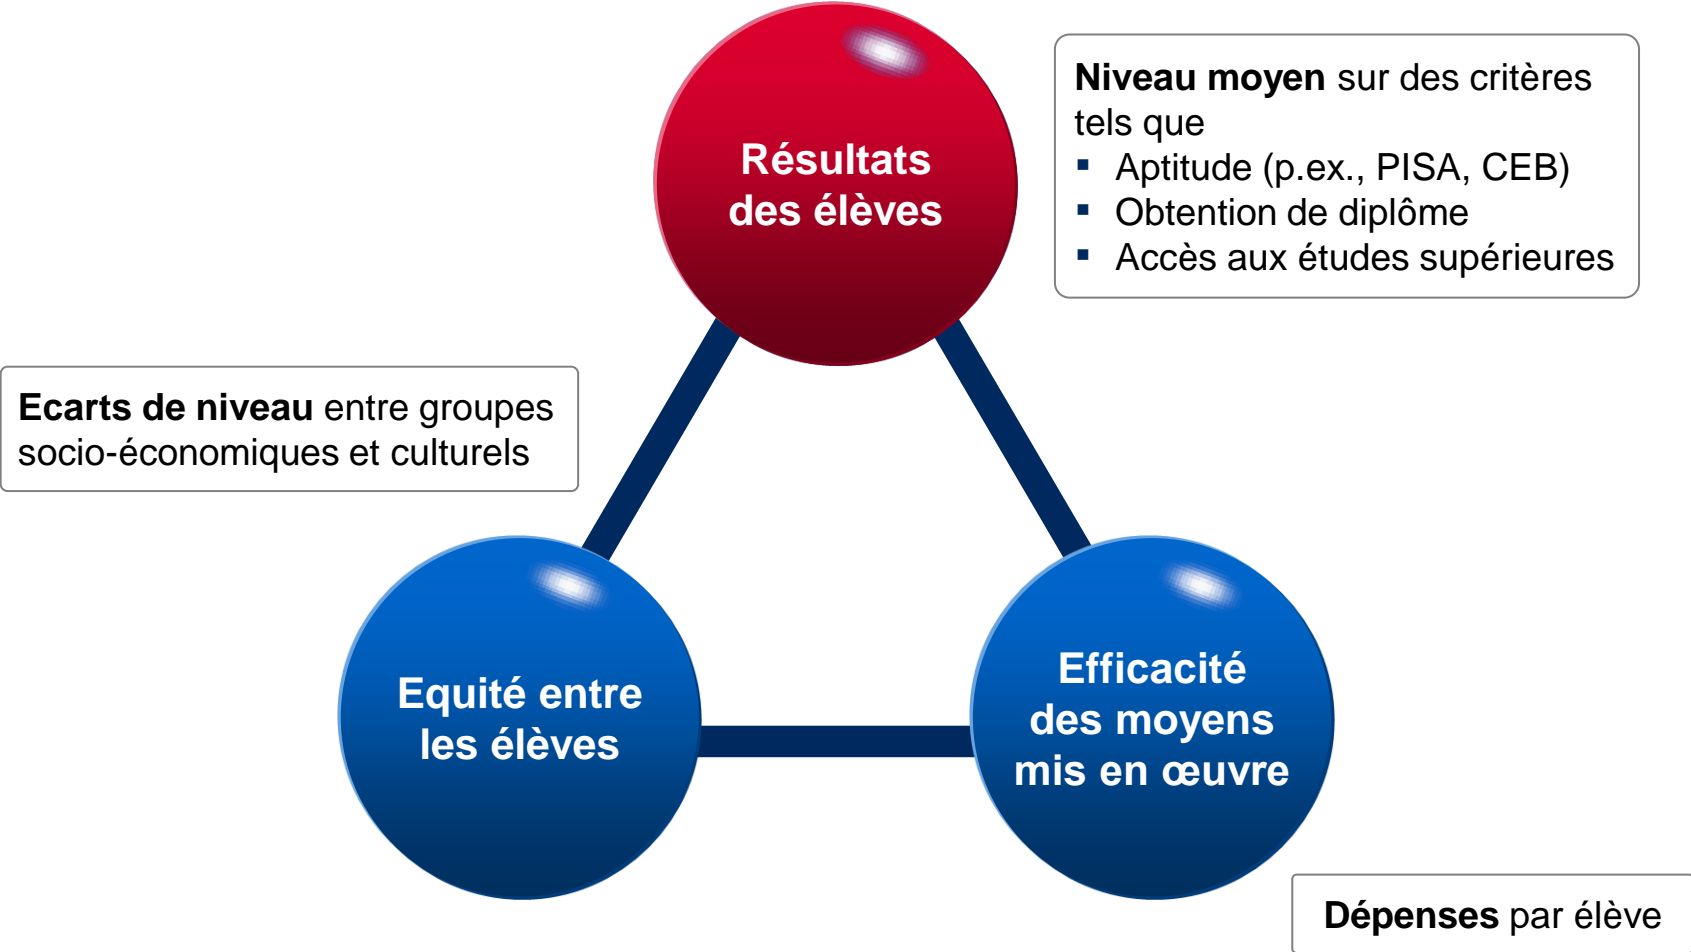 Résultats
des élèves
Niveau moyen sur des critères
tels que
▪ Aptitude (p.ex., PISA, CEB)
▪ Obtention de diplôme
▪ Accès aux études supérieures
Ecarts de niveau entre groupes
socio-économiques et culturels
Equité entre
les élèves
Efficacité
des moyens
mis en œuvre
Dépenses par élève